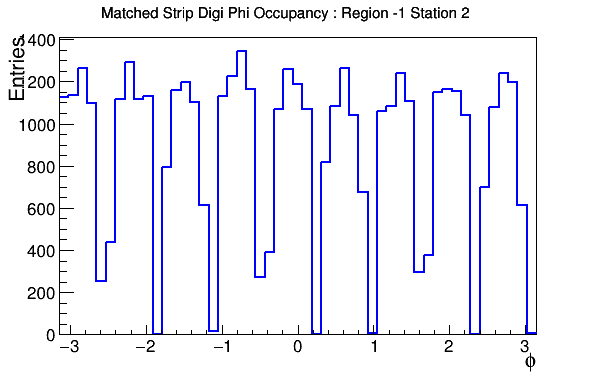 Matched Strip Digi Phi Occupancy : Region -1 Station 2
Entries
1400
1200
1000
800
600
400
200
0
−3 −2 −1 0 1 2 3
ϕ